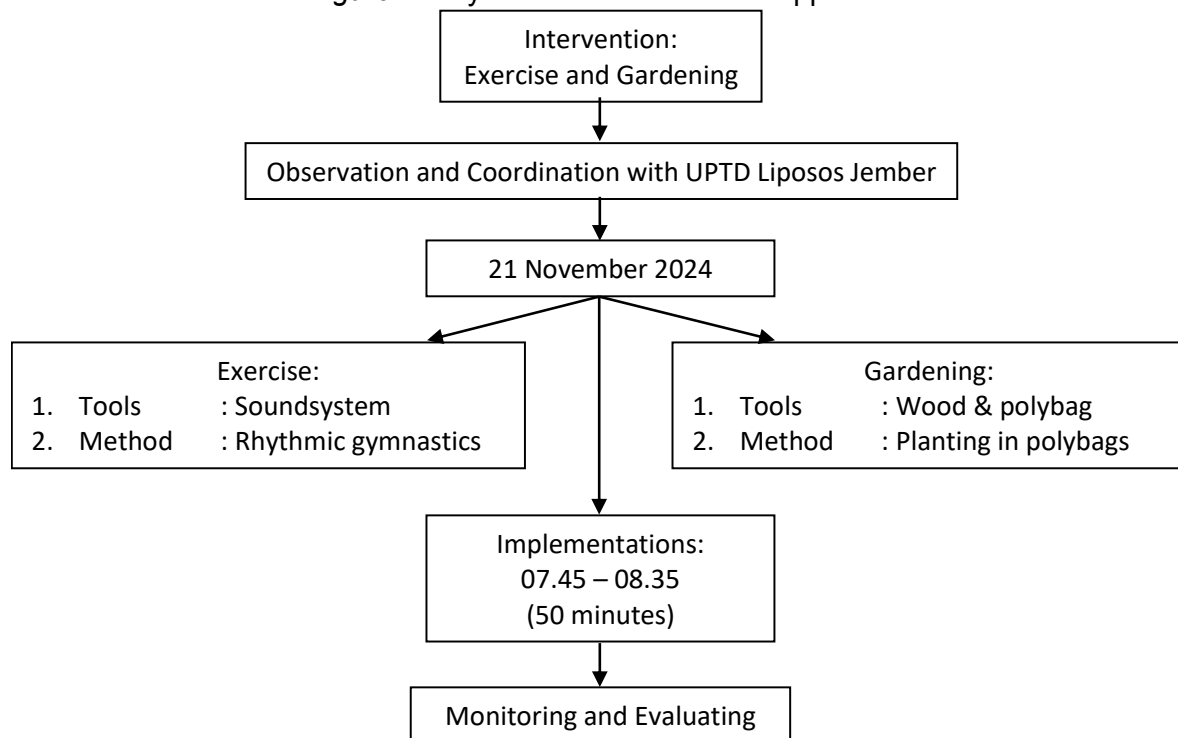 Intervention:
Exercise and Gardening
Observation and Coordination with UPTD Liposos Jember
21 November 2024
Exercise:
1. Tools : Soundsystem
2. Method : Rhythmic gymnastics
Gardening:
1. Tools : Wood & polybag
2. Method : Planting in polybags
Implementations:
07.45 – 08.35
(50 minutes)
Monitoring and Evaluating